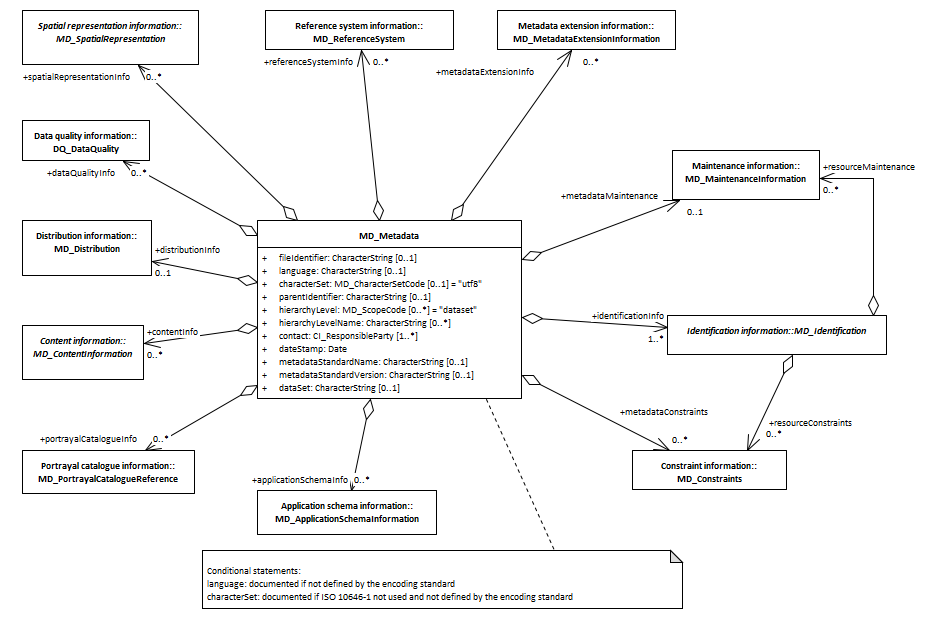 Spatial representation information::
MD_SpatialRepresentation
Reference system information::
MD_ReferenceSystem
Metadata extension information::
MD_MetadataExtensionInformation
+spatialRepresentationInfo
0..*
+referenceSystemInfo
0..*
+metadataExtensionInfo
0..*
Data quality information::
DQ_DataQuality
+dataQualityInfo
0..*
Maintenance information::
MD_MaintenanceInformation
+resourceMaintenance
0..*
+metadataMaintenance
0..1
Distribution information::
MD_Distribution
+distributionInfo
0..1
MD_Metadata
+ fileIdentifier: CharacterString [0..1]
+ language: CharacterString [0..1]
+ characterSet: MD_CharacterSetCode [0..1] = "utf8"
+ parentIdentifier: CharacterString [0..1]
+ hierarchyLevel: MD_ScopeCode [0..*] = "dataset"
+ hierarchyLevelName: CharacterString [0..*]
+ contact: CI_ResponsibleParty [1..*]
+ dateStamp: Date
+ metadataStandardName: CharacterString [0..1]
+ metadataStandardVersion: CharacterString [0..1]
+ dataSet: CharacterString [0..1]
+identificationInfo
1..*
Identification information::MD_Identification
Content information::
MD_ContentInformation
+contentInfo
0..*
+metadataConstraints
0..*
+resourceConstraints
0..*
+portrayalCatalogueInfo
0..*
Portrayal catalogue information::
MD_PortrayalCatalogueReference
Constraint information::
MD_Constraints
+applicationSchemaInfo
0..*
Application schema information::
MD_ApplicationSchemaInformation
Conditional statements:
language: documented if not defined by the encoding standard
characterSet: documented if ISO 10646-1 not used and not defined by the encoding standard